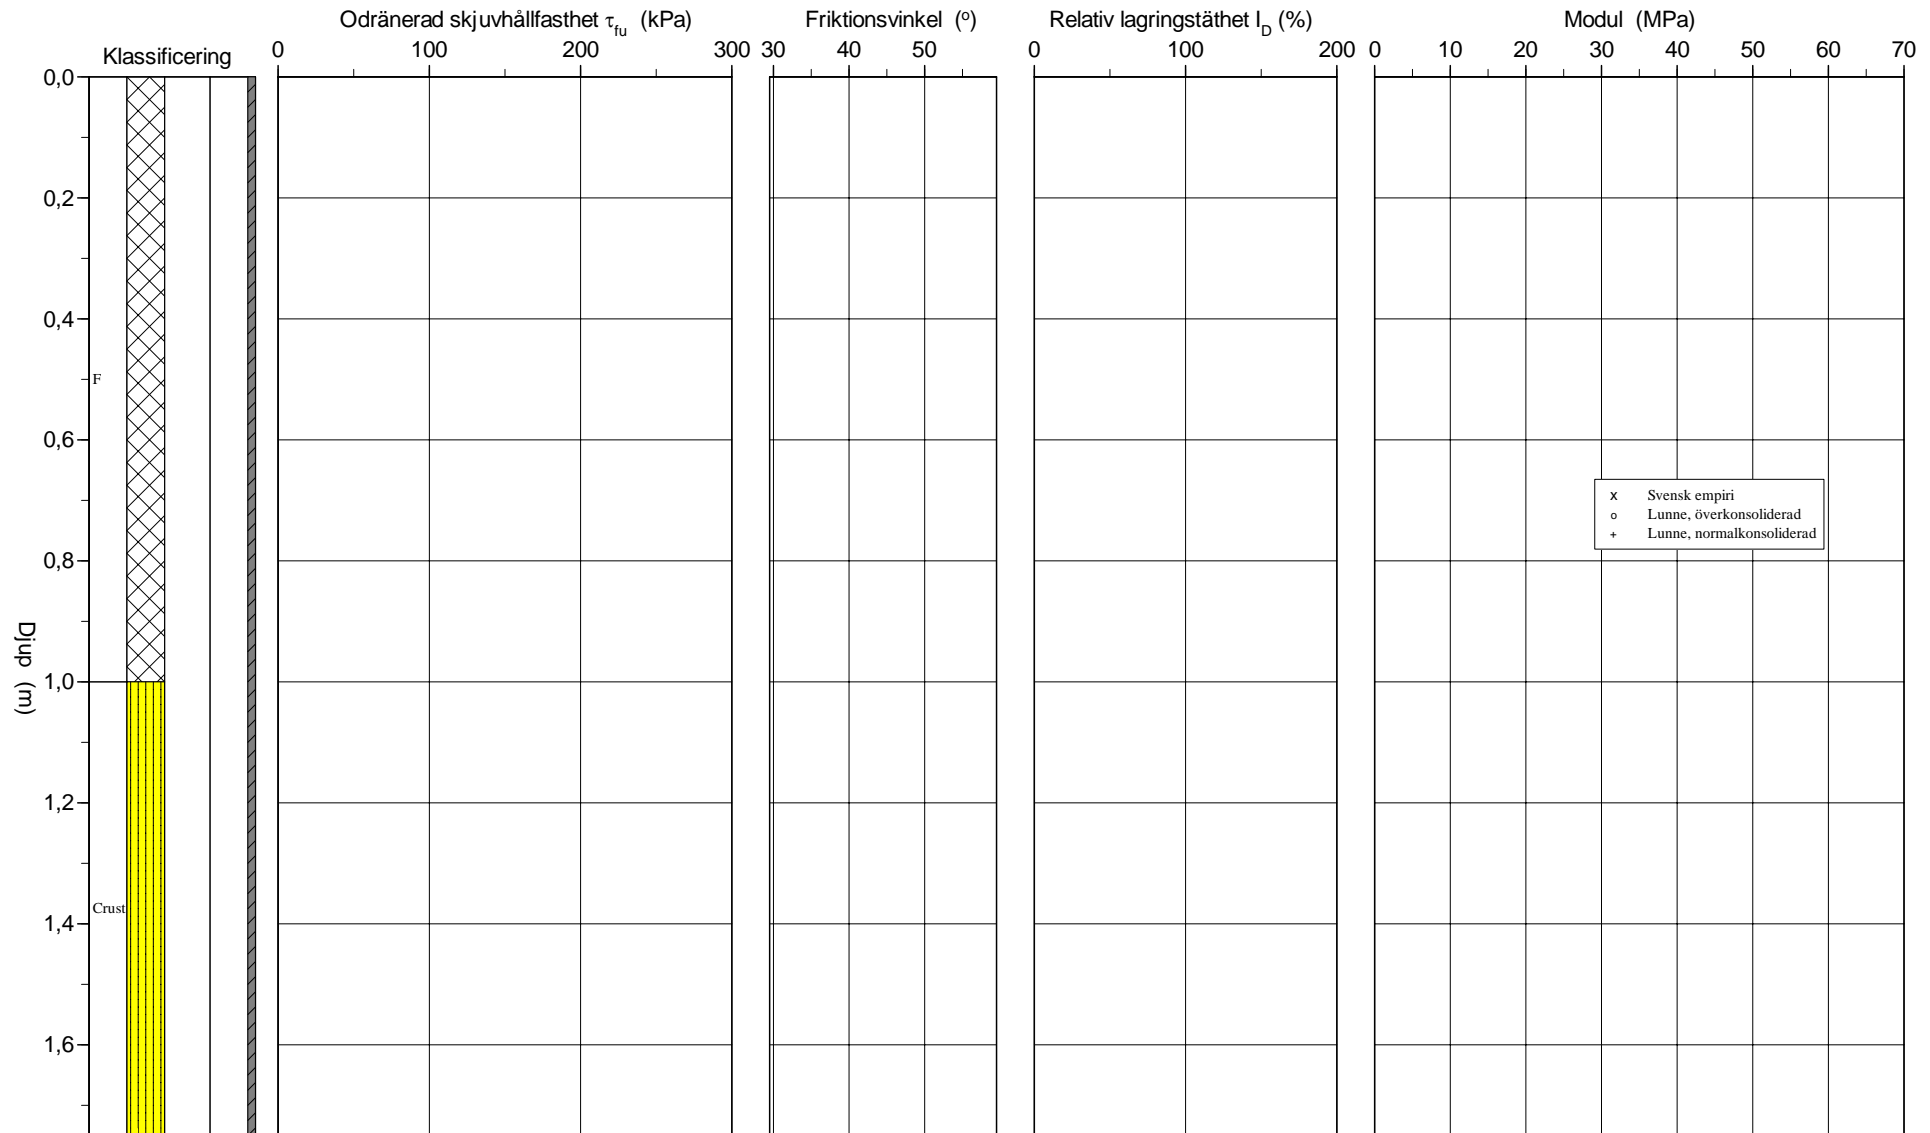 Odränerad skjuvhållfasthet τfu (kPa)
Friktionsvinkel (o)
Relativ lagringstäthet ID (%)
Modul (MPa)
Klassificering
0 100 200 300
30 40 50
0 100 200
0 10 20 30 40 50 60 70
0,0
0,2
0,4
F
0,6
x Svensk empiri
o Lunne, överkonsoliderad
+ Lunne, normalkonsoliderad
0,8
Djup (m)
1,0
1,2
Crust
1,4
1,6